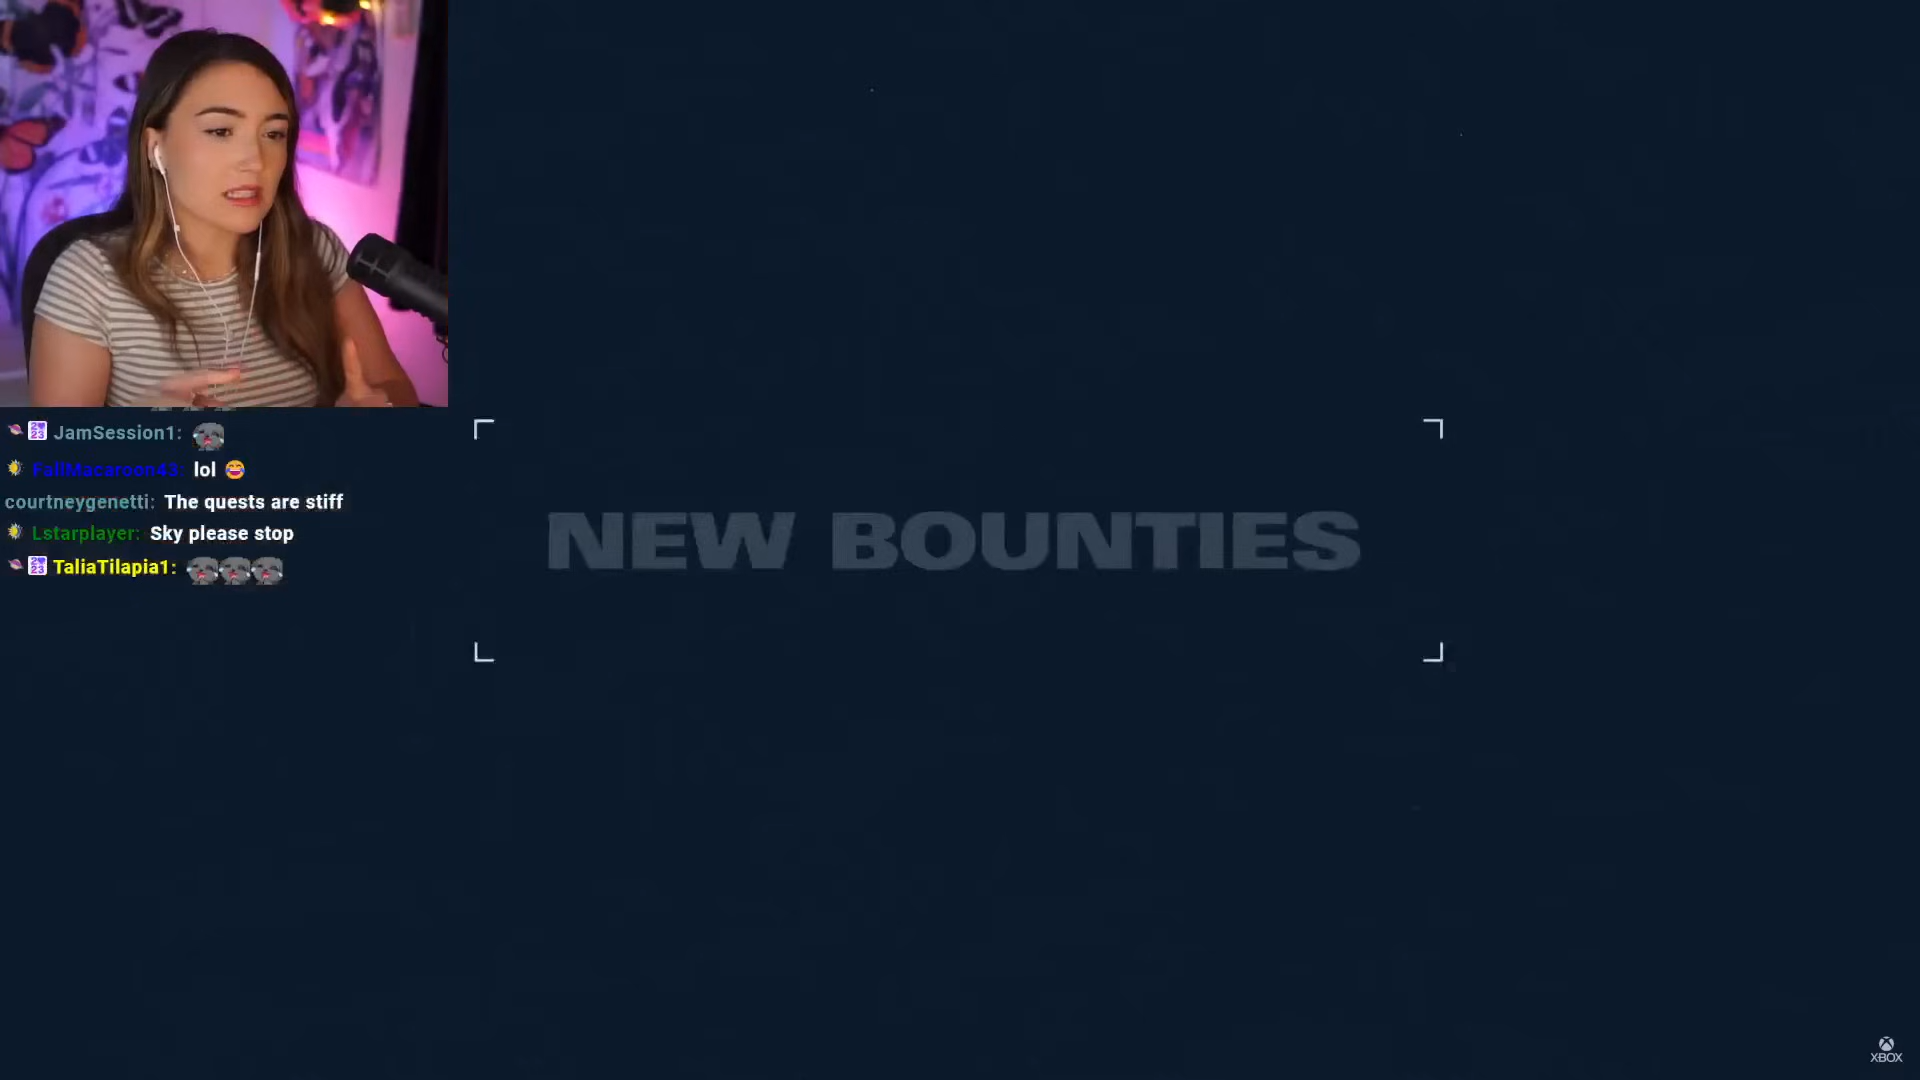 JamSession1:
FallMacaroon43: lol 😂
courtneygenetti: The quests are stiff
Lstarplayer: Sky please stop
TaliaTilapia1:
NEW BOUNTIES
XBOX